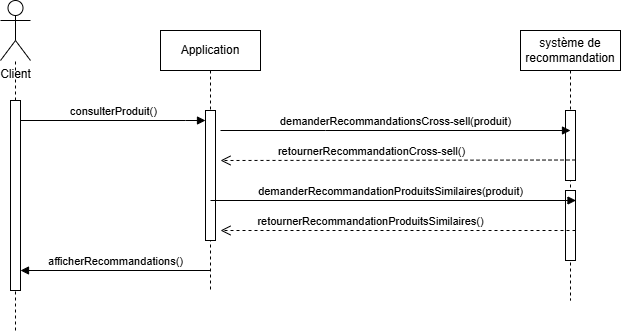 Client
Application
système de
recommandation
consulterProduit()
demanderRecommandationsCross-sell(produit)
retournerRecommandationCross-sell()
demanderRecommandationProduitsSimilaires(produit)
retournerRecommandationProduitsSimilaires()
afficherRecommandations()